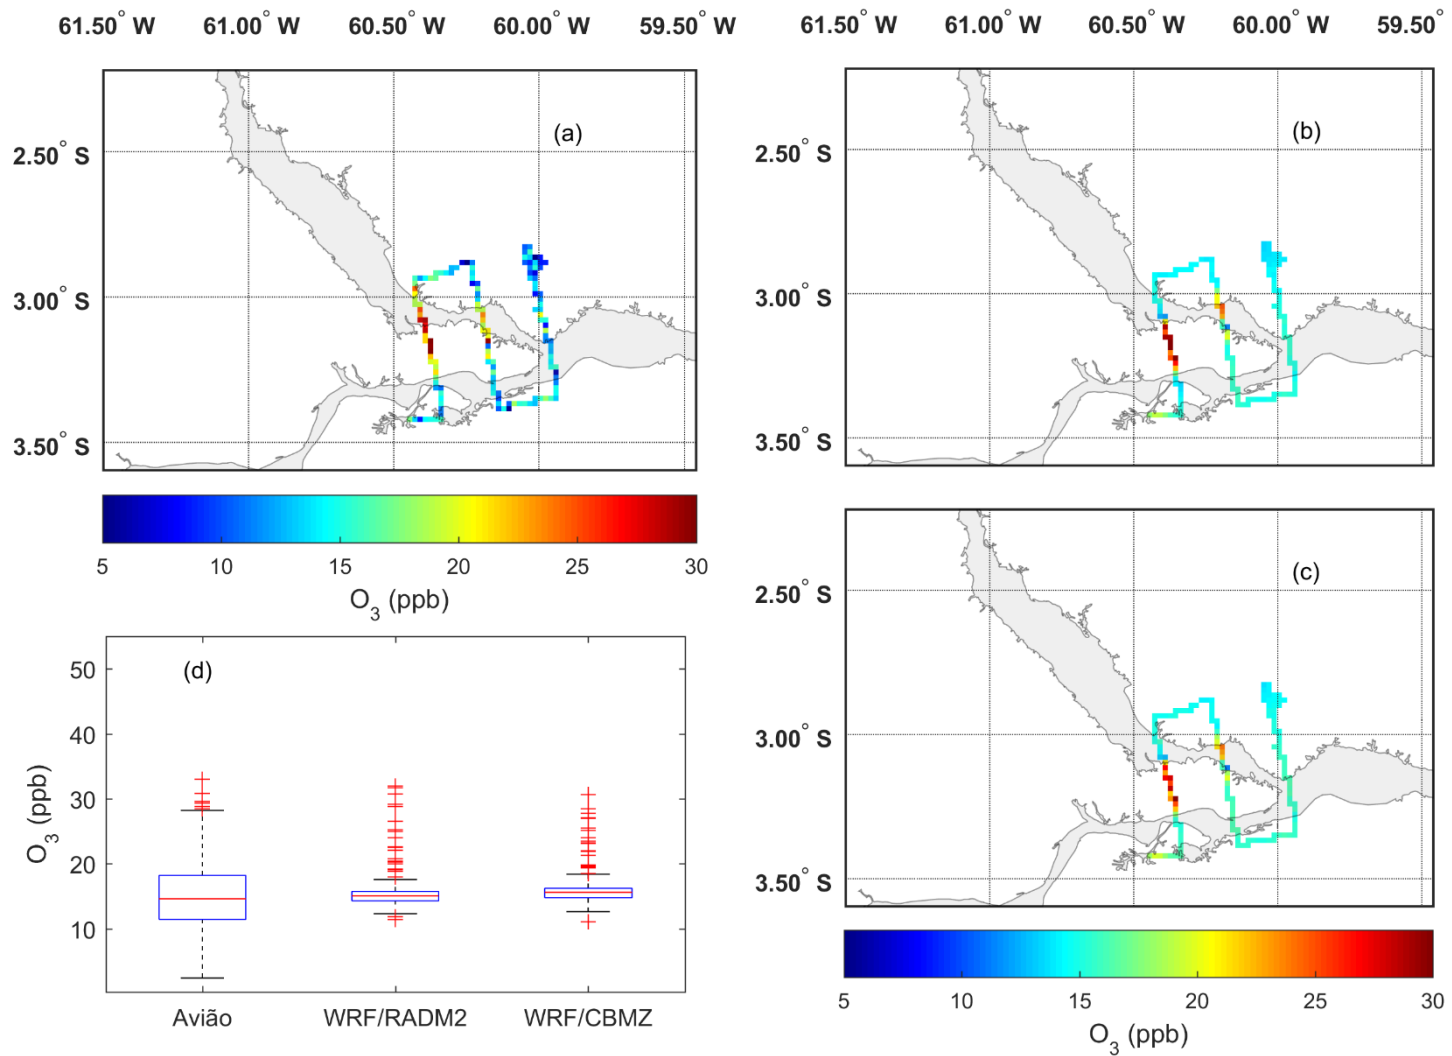 61.50° W 61.00° W 60.50° W 60.00° W 59.50° W
61.50° W 61.00° W 60.50° W 60.00° W 59.50°
(a)
2.50° S
3.00° S
3.50° S
(b)
2.50° S
3.00° S
3.50° S
5 10 15 20 25 30
O3 (ppb)
(c)
2.50° S
3.00° S
3.50° S
(d)
50
40
30
20
10
O3 (ppb)
Avião WRF/RADM2 WRF/CBMZ
5 10 15 20 25 30
O3 (ppb)